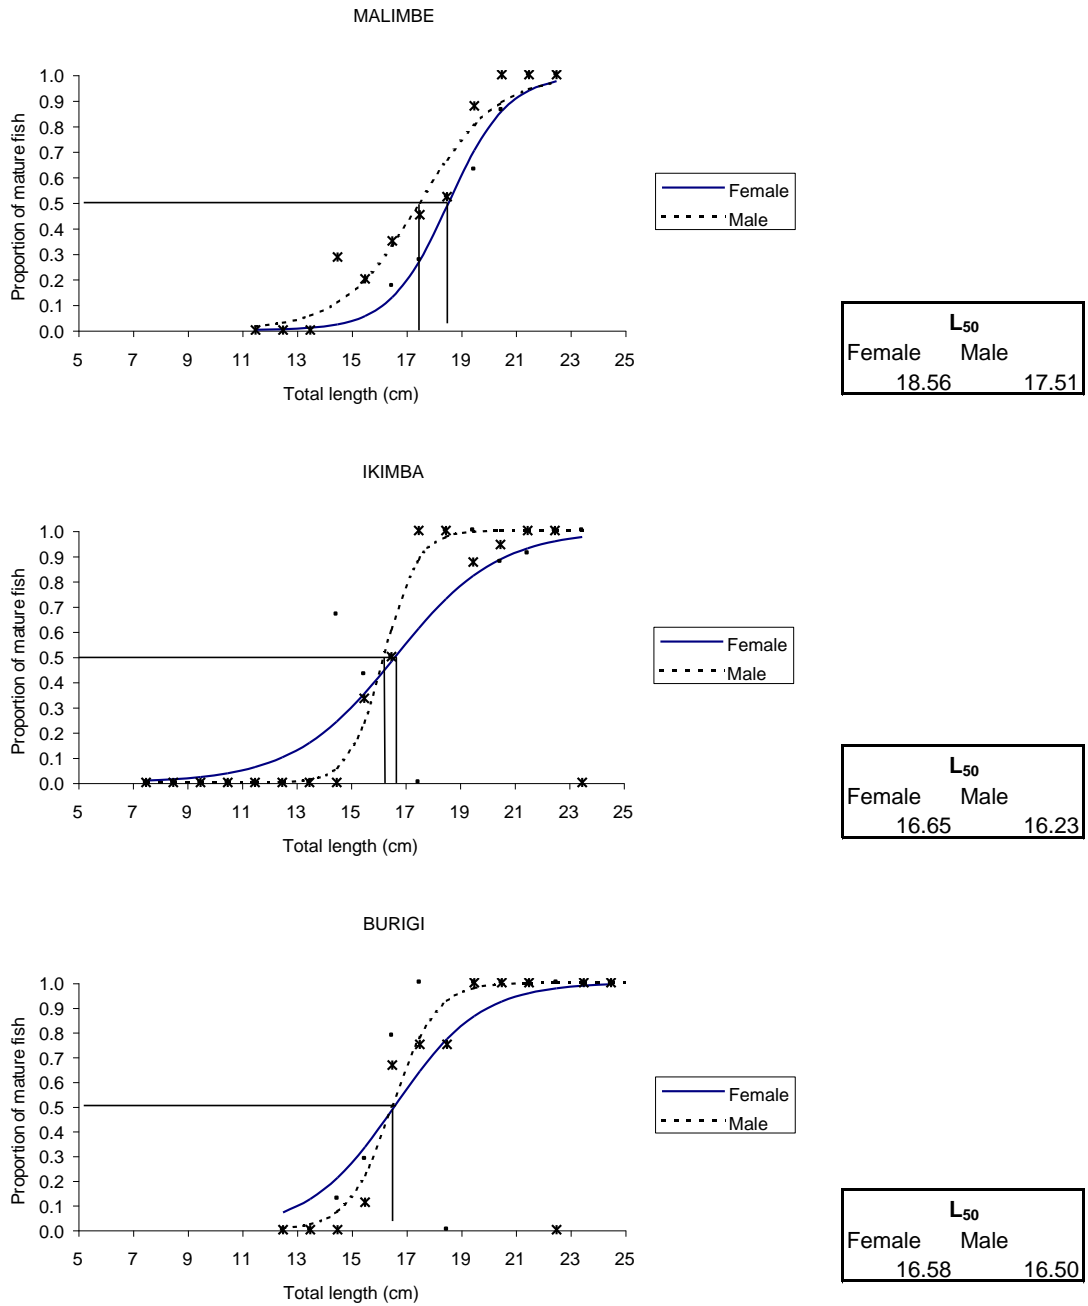 MALIMBE
1.0
0.9
0.8
0.7
0.6
0.5
0.4
0.3
0.2
0.1
0.0
Proportion of mature fish
5 7 9 11 13 15 17 19 21 23 25
Total length (cm)
Female
Male
L50
Female Male
18.56 17.51
IKIMBA
1.0
0.9
0.8
0.7
0.6
0.5
0.4
0.3
0.2
0.1
0.0
Proportion of mature fish
5 7 9 11 13 15 17 19 21 23 25
Total length (cm)
Female
Male
L50
Female Male
16.65 16.23
BURIGI
1.0
0.9
0.8
0.7
0.6
0.5
0.4
0.3
0.2
0.1
0.0
Proportion of mature fish
5 7 9 11 13 15 17 19 21 23 25
Total length (cm)
Female
Male
L50
Female Male
16.58 16.50